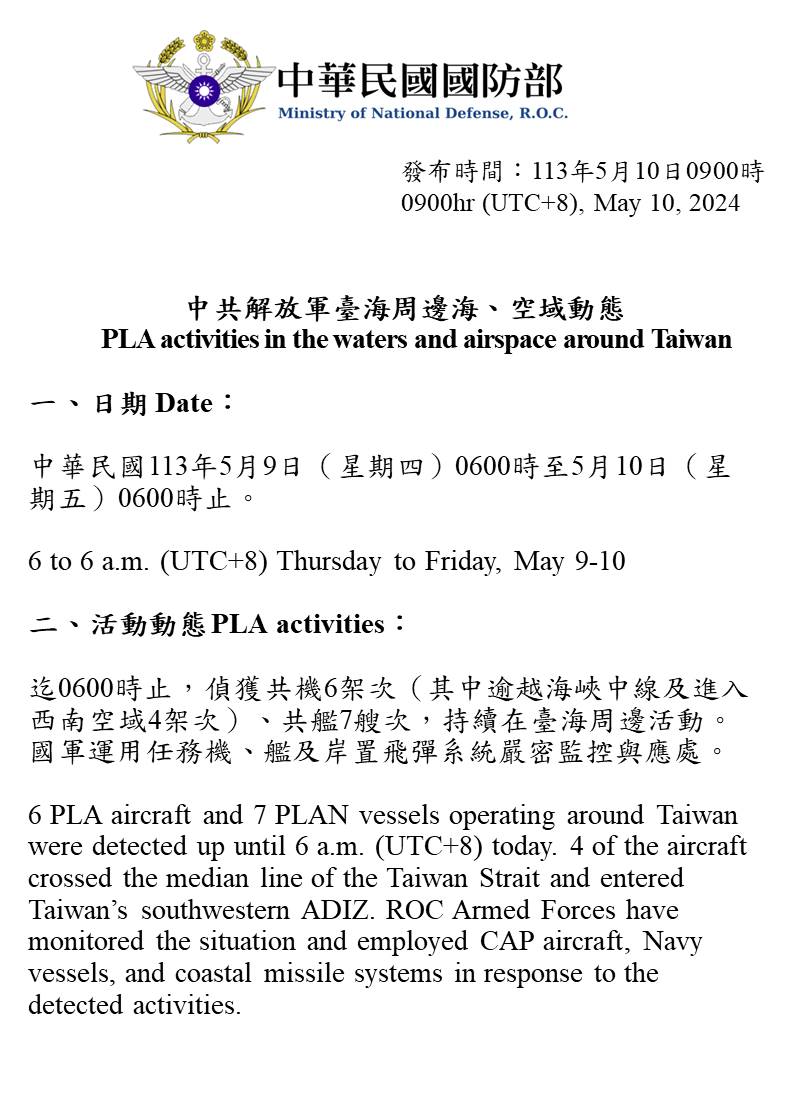 中華民國國防部
Ministry of National Defense, R.O.C.
發布時間：113年5月10日0900時
0900hr (UTC+8), May 10, 2024
中共解放軍臺海周邊海、空域動態
PLA activities in the waters and airspace around Taiwan
一、日期 Date：
中華民國113年5月9日（星期四）0600時至5月10日（星
期五）0600時止。
6 to 6 a.m. (UTC+8) Thursday to Friday, May 9-10
二、活動動態 PLA activities：
迄0600時止，偵獲共機6架次（其中逾越海峽中線及進入
西南空域4架次）、共艦7艘次，持續在臺海周邊活動。
國軍運用任務機、艦及岸置飛彈系統嚴密監控與應處。
6 PLA aircraft and 7 PLAN vessels operating around Taiwan
were detected up until 6 a.m. (UTC+8) today. 4 of the aircraft
crossed the median line of the Taiwan Strait and entered
Taiwan’s southwestern ADIZ. ROC Armed Forces have
monitored the situation and employed CAP aircraft, Navy
vessels, and coastal missile systems in response to the
detected activities.